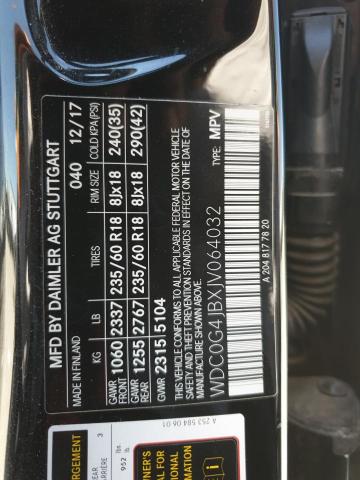 MFD BY DAIMLER AG STUTTGART
MADE IN FINLAND 040 12/17
KG LB TIRES RIM SIZE COLD KPA(PSI)
GAWR FRONT 1060 2337 235/60 R18 8Jx18 240(35)
GAWR REAR 1255 2767 235/60 R18 8Jx18 290(42)
GVWR 2315 5104
THIS VEHICLE CONFORMS TO ALL APPLICABLE FEDERAL MOTOR VEHICLE
SAFETY AND THEFT PREVENTION STANDARDS IN EFFECT ON THE DATE OF
MANUFACTURE SHOWN ABOVE. TYPE: MPV
WDC0G4JBXJV064032
A 204 817 78 20
A 253 584 06 01
lbs.
952 lb
3